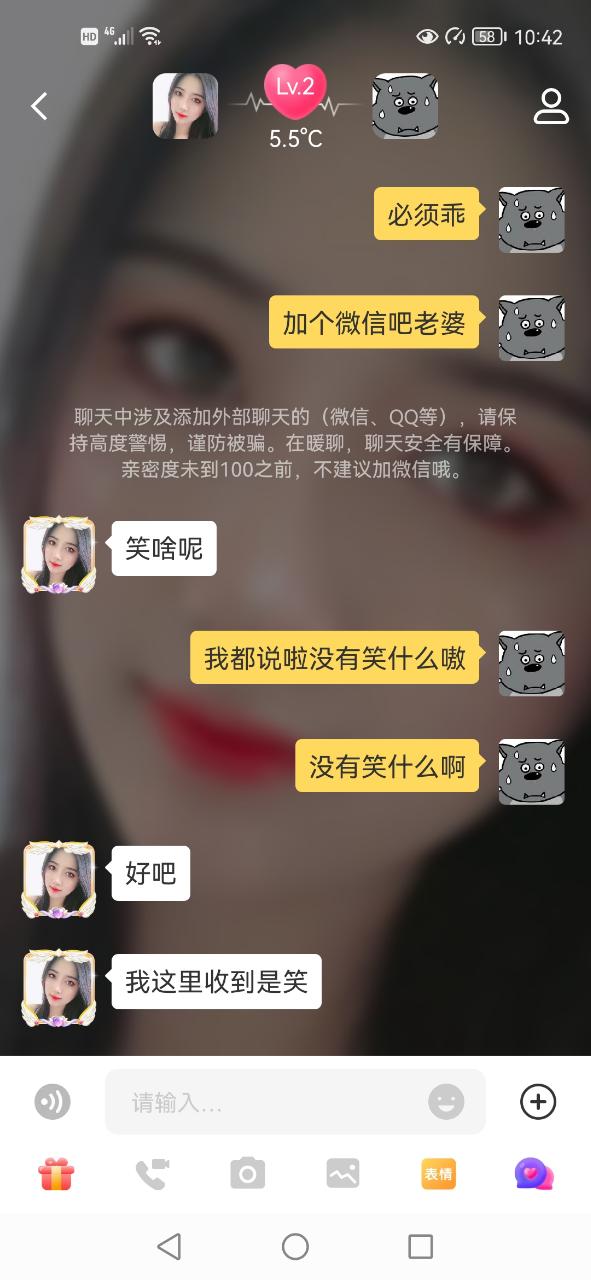 HD 4G 58 10:42
Lv.2
5.5℃
必须乖
加个微信吧老婆
聊天中涉及添加外部聊天的（微信、QQ等），请保
持高度警惕，谨防被骗。在暖聊，聊天安全有保障。
亲密度未到100之前，不建议加微信哦。
笑啥呢
我都说啦没有笑什么嗷
没有笑什么啊
好吧
我这里收到是笑
请输入...
表情